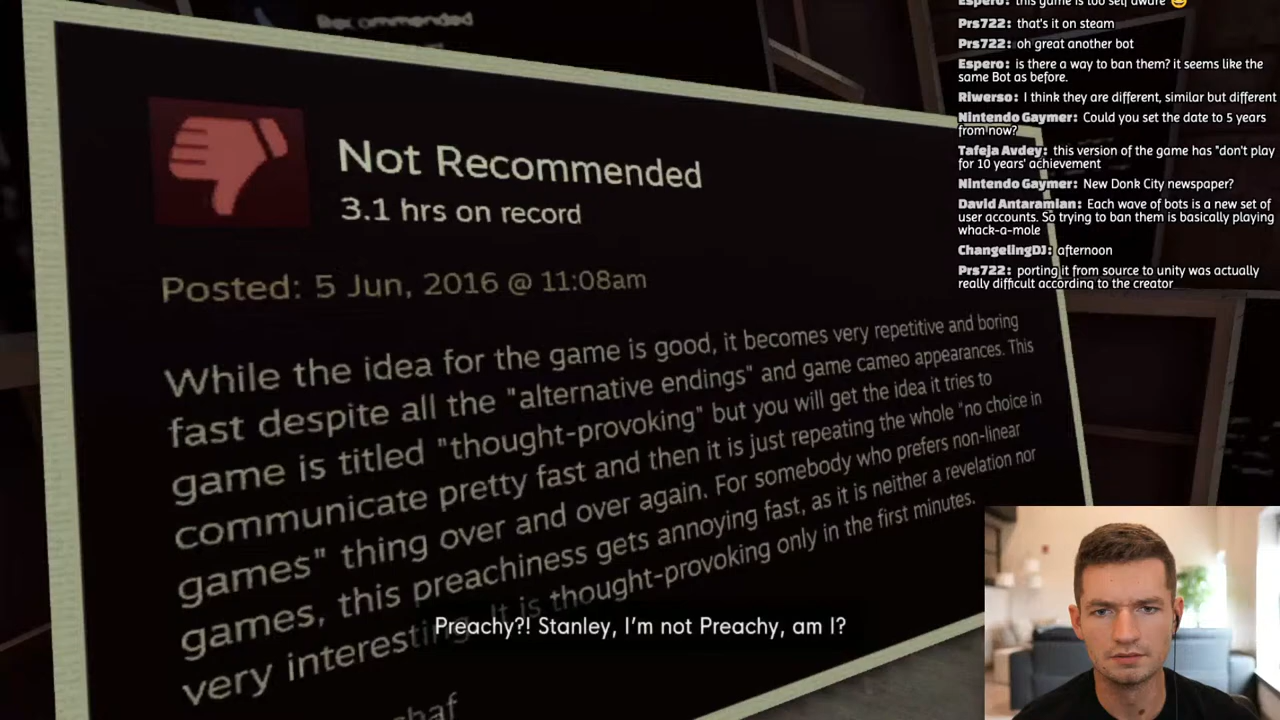 Recommended
Not Recommended
3.1 hrs on record
Posted: 5 Jun, 2016 @ 11:08am
While the idea for the game is good, it becomes very repetitive and boring
fast despite all the "alternative endings" and game cameo appearances. This
game is titled "thought-provoking" but you will get the idea it tries to
communicate pretty fast and then it is just repeating the whole "no choice in
games" thing over and over again. For somebody who prefers non-linear
games, this preachiness gets annoying fast, as it is neither a revelation nor
very interesting. It is thought-provoking only in the first minutes.
Preachy?! Stanley, I'm not Preachy, am I?
Espero: this game is too self aware 😄
Prs722: that's it on steam
Prs722: oh great another bot
Espero: is there a way to ban them? it seems like the
same Bot as before.
Riwerso: I think they are different, similar but different
Nintendo Gaymer: Could you set the date to 5 years
from now?
Tafeja Avdey: this version of the game has "don't play
for 10 years' achievement
Nintendo Gaymer: New Donk City newspaper?
David Antaramian: Each wave of bots is a new set of
user accounts. So trying to ban them is basically playing
whack-a-mole
ChangelingDJ: afternoon
Prs722: porting it from source to unity was actually
really difficult according to the creator